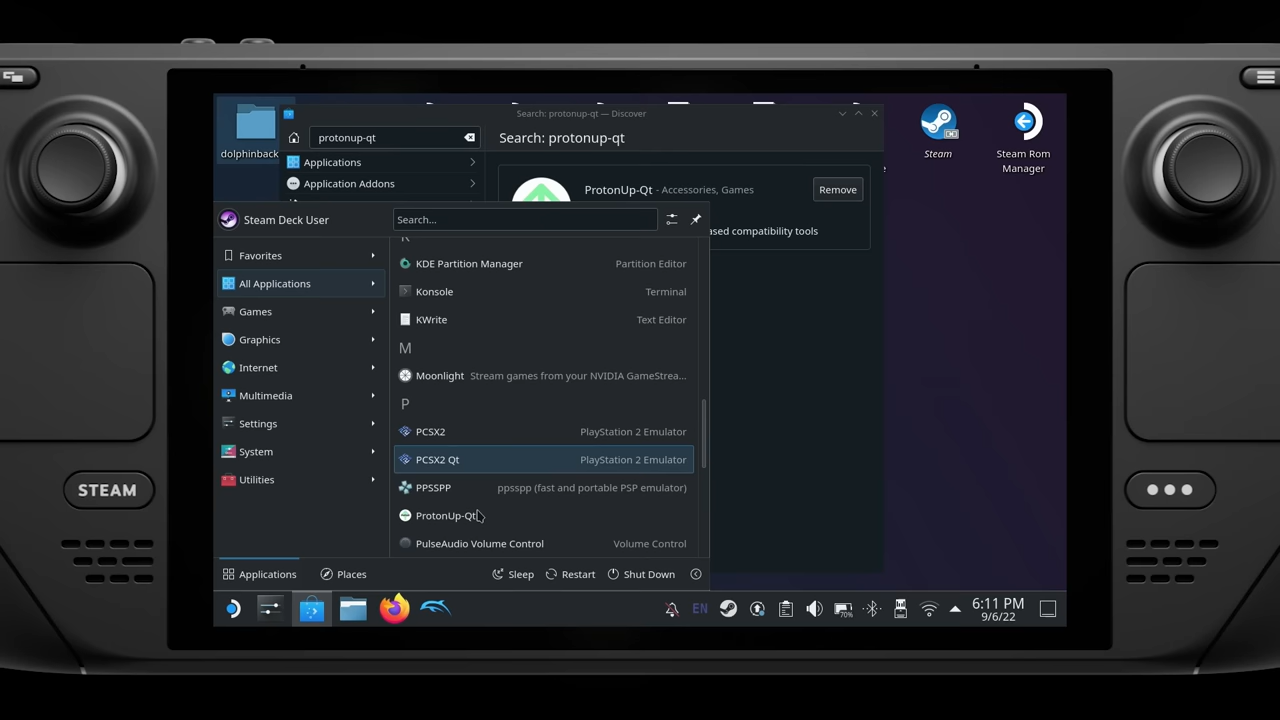 dolphinback
Search: protonup-qt — Discover
protonup-qt
Search: protonup-qt
Applications
Application Addons
ProtonUp-Qt - Accessories, Games
Remove
ased compatibility tools
Steam
Steam Rom
Manager
e
Steam Deck User
Search...
Favorites
All Applications
Games
Graphics
Internet
Multimedia
Settings
System
Utilities
KDE Partition Manager
Partition Editor
Konsole
Terminal
KWrite
Text Editor
M
Moonlight
Stream games from your NVIDIA GameStrea...
P
PCSX2
PlayStation 2 Emulator
PCSX2 Qt
PlayStation 2 Emulator
PPSSPP
ppsspp (fast and portable PSP emulator)
ProtonUp-Qt
PulseAudio Volume Control
Volume Control
Applications
Places
Sleep
Restart
Shut Down
STEAM
EN
70%
6:11 PM
9/6/22